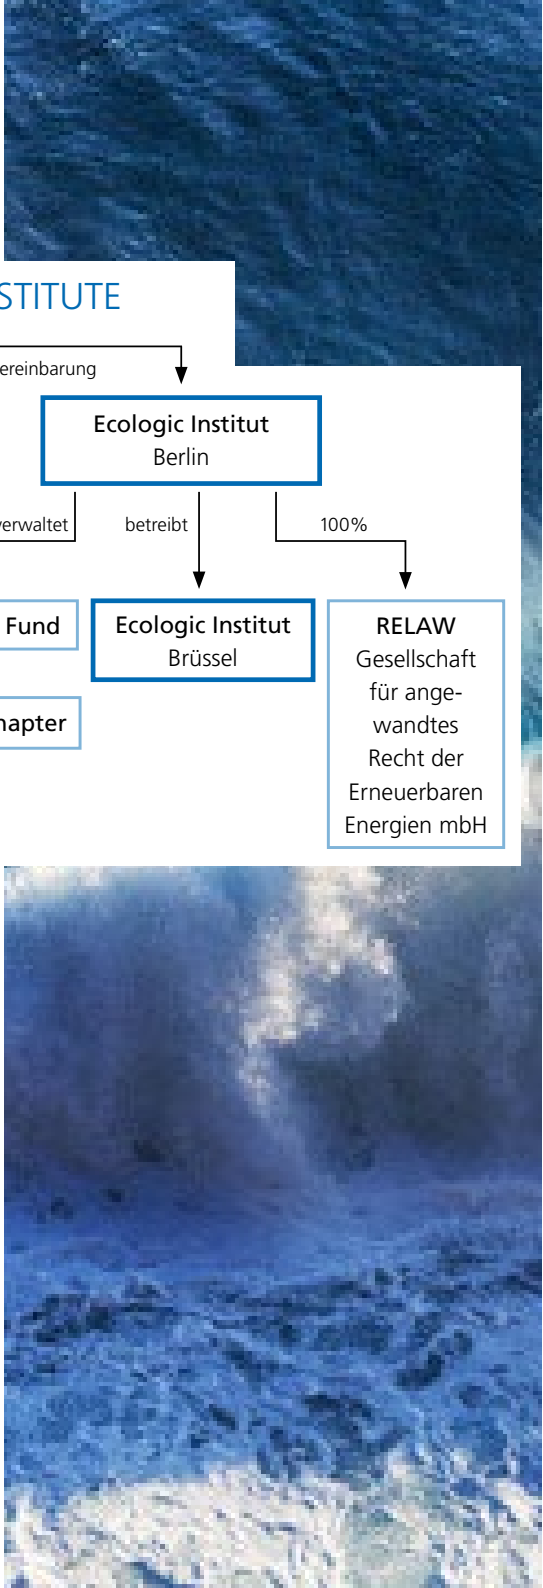 STITUTE
ereinbarung
Ecologic Institut
Berlin
verwaltet
betreibt
100%
Fund
Ecologic Institut
Brüssel
RELAW
Gesellschaft
für ange-
wandtes
Recht der
Erneuerbaren
Energien mbH
hapter